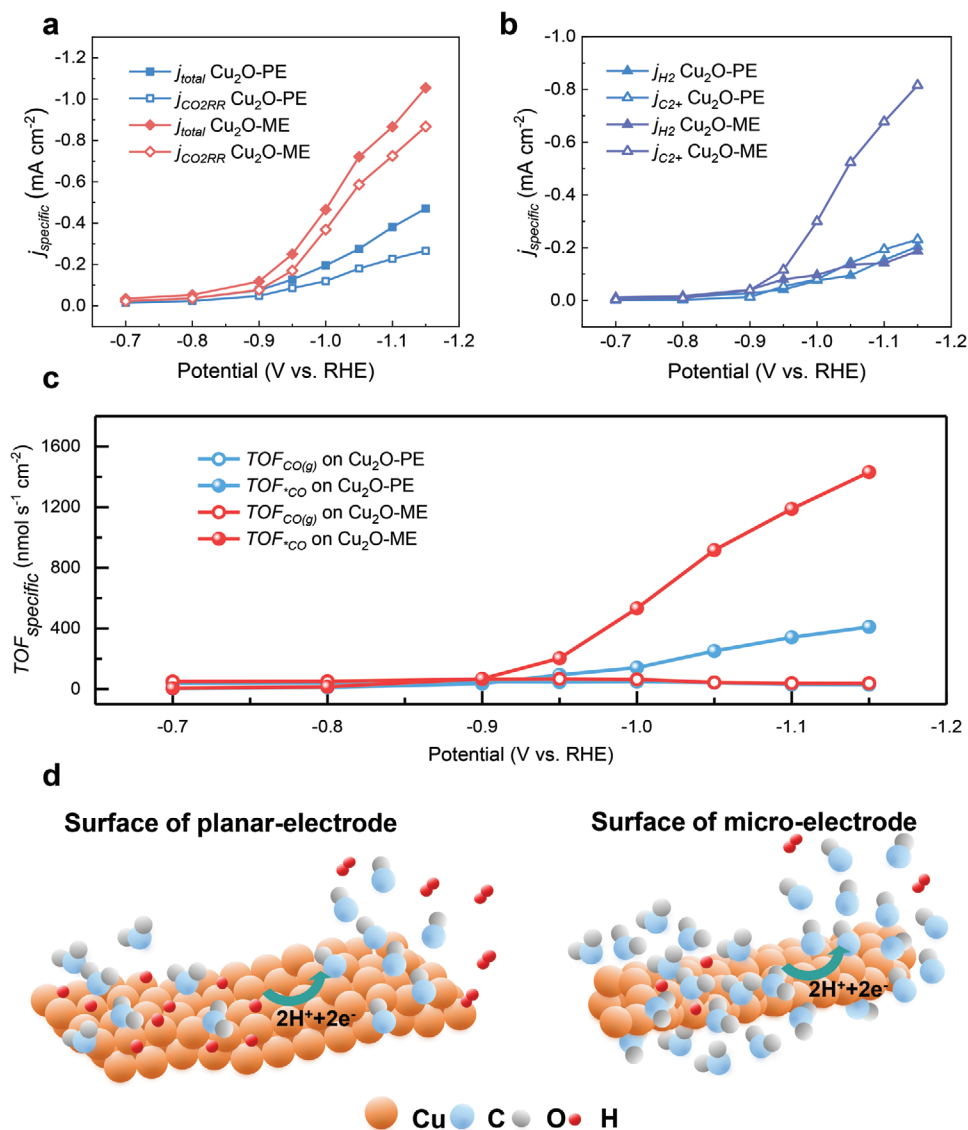 a
-1.2
-1.0
-0.8
-0.6
-0.4
-0.2
0.0
j_specific (mA cm⁻²)
j_total Cu₂O-PE
j_CO2RR Cu₂O-PE
j_total Cu₂O-ME
j_CO2RR Cu₂O-ME
-0.7 -0.8 -0.9 -1.0 -1.1 -1.2
Potential (V vs. RHE)
b
-1.0
-0.8
-0.6
-0.4
-0.2
0.0
j_specific (mA cm⁻²)
j_H2 Cu₂O-PE
j_C2+ Cu₂O-PE
j_H2 Cu₂O-ME
j_C2+ Cu₂O-ME
-0.7 -0.8 -0.9 -1.0 -1.1 -1.2
Potential (V vs. RHE)
c
1600
1200
800
400
0
TOF_specific (nmol s⁻¹ cm⁻²)
TOF_CO(g) on Cu₂O-PE
TOF_*CO on Cu₂O-PE
TOF_CO(g) on Cu₂O-ME
TOF_*CO on Cu₂O-ME
-0.7 -0.8 -0.9 -1.0 -1.1 -1.2
Potential (V vs. RHE)
d
Surface of planar-electrode
2H⁺+2e⁻
Surface of micro-electrode
2H⁺+2e⁻
Cu C O H